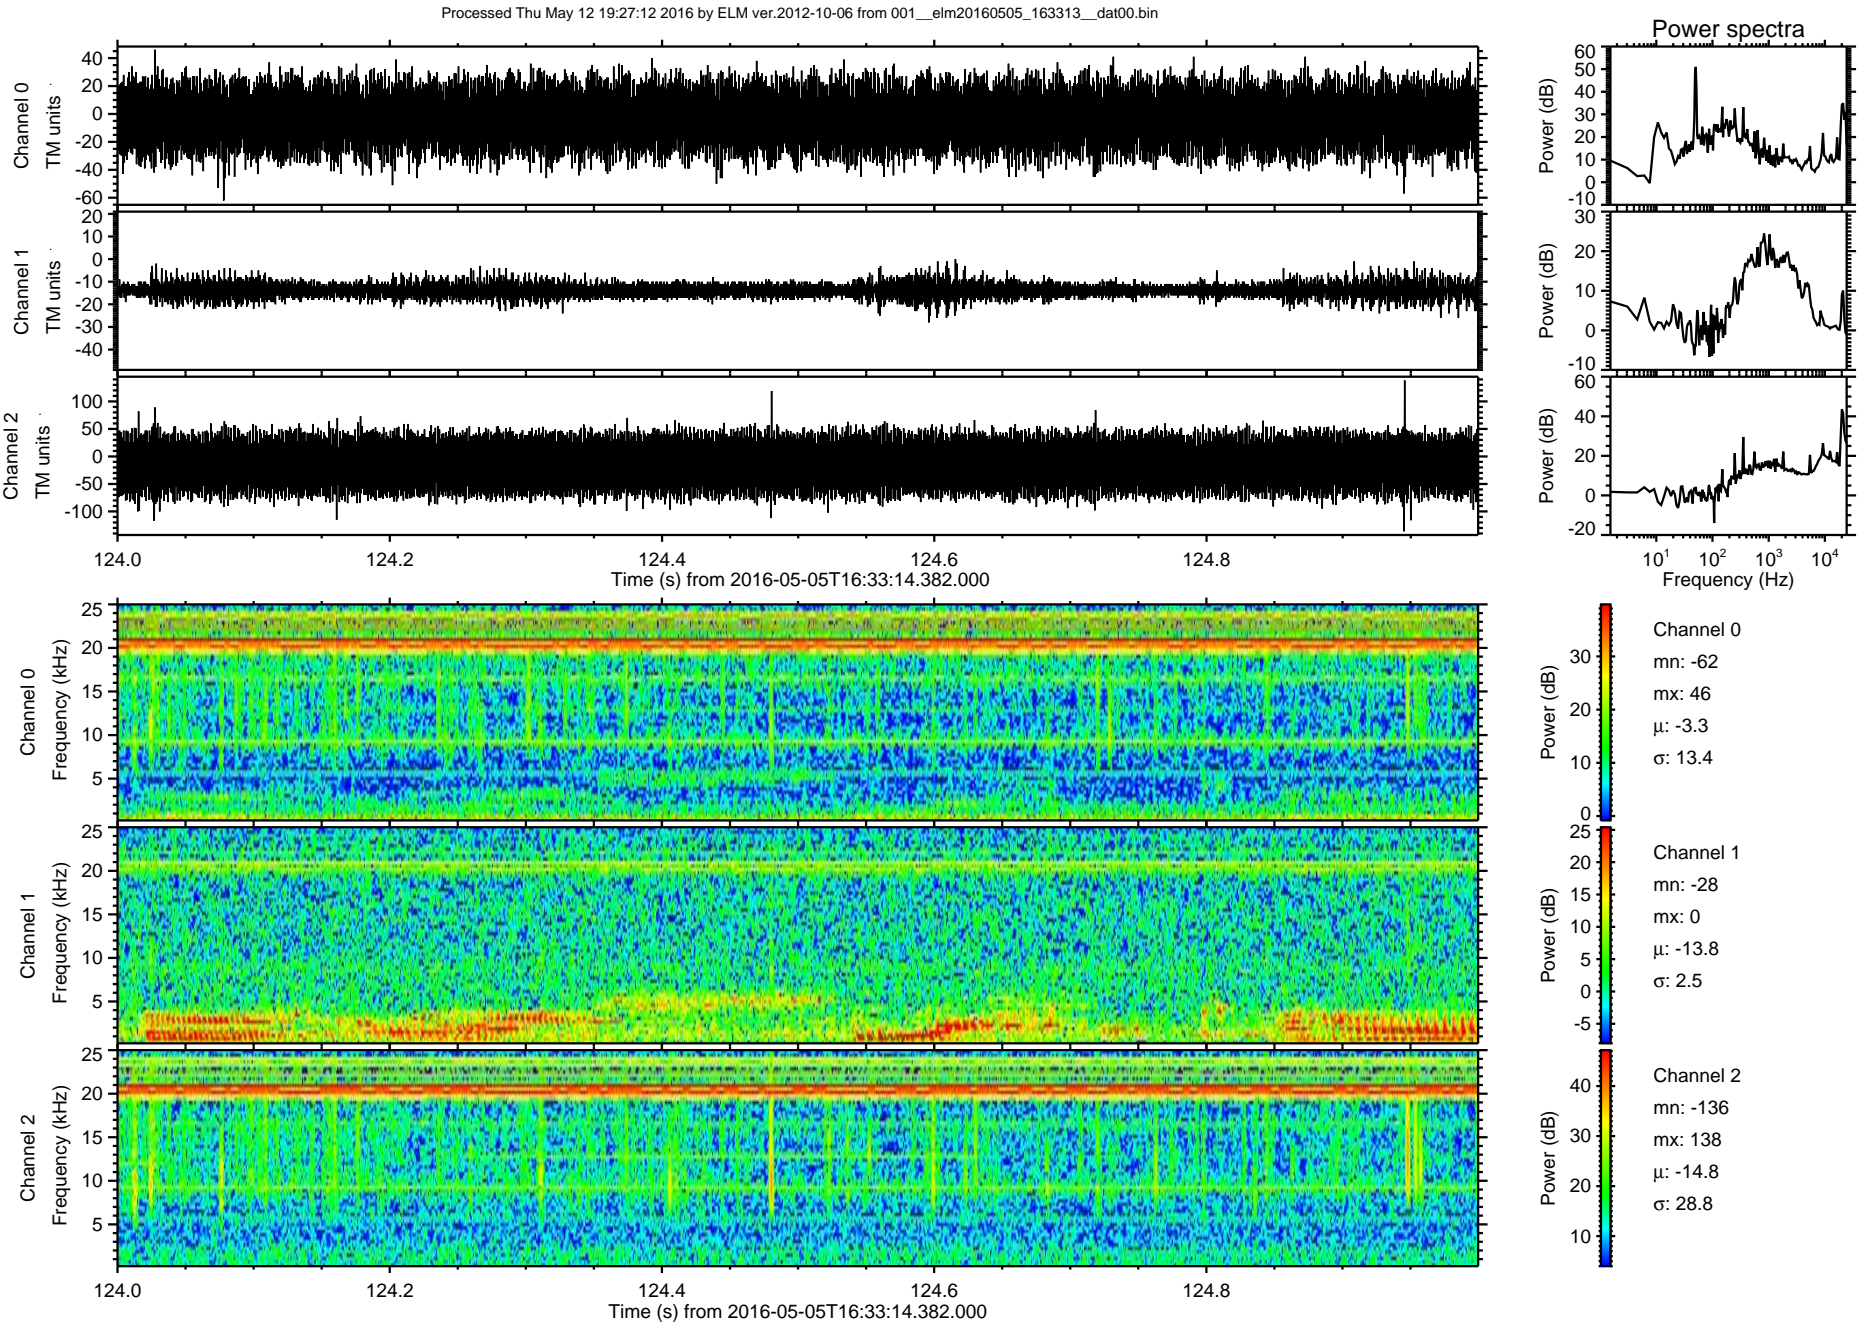 Processed Thu May 12 19:27:12 2016 by ELM ver.2012-10-06 from 001__elm20160505_163313__dat00.bin
Power spectra
Channel 0
TM units
40
20
0
-20
-40
-60
Power (dB)
60
50
40
30
20
10
0
-10
Channel 1
TM units
20
10
0
-10
-20
-30
-40
Power (dB)
30
20
10
0
-10
Channel 2
TM units
100
50
0
-50
-100
Power (dB)
60
40
20
0
-20
124.0 124.2 124.4 124.6 124.8
Time (s) from 2016-05-05T16:33:14.382.000
10^1 10^2 10^3 10^4
Frequency (Hz)
Channel 0
Frequency (kHz)
25
20
15
10
5
Power (dB)
30
20
10
0
Channel 0
mn: -62
mx: 46
μ: -3.3
σ: 13.4
Channel 1
Frequency (kHz)
25
20
15
10
5
Power (dB)
25
20
15
10
5
0
-5
Channel 1
mn: -28
mx: 0
μ: -13.8
σ: 2.5
Channel 2
Frequency (kHz)
25
20
15
10
5
Power (dB)
40
30
20
10
Channel 2
mn: -136
mx: 138
μ: -14.8
σ: 28.8
124.0 124.2 124.4 124.6 124.8
Time (s) from 2016-05-05T16:33:14.382.000